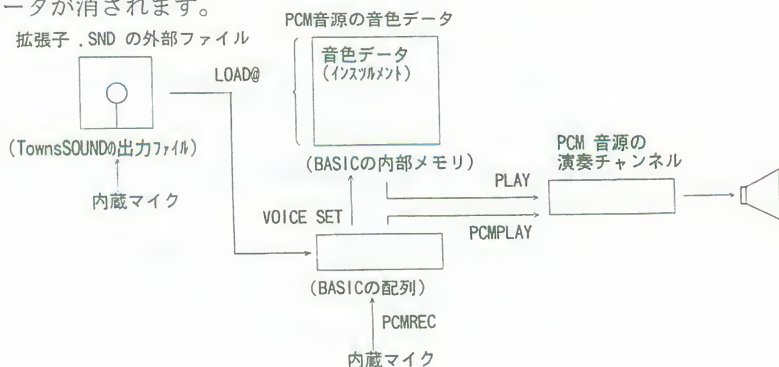 ータが消されます。
PCM音源の音色データ
拡張子 .SND の外部ファイル
音色データ
(インスツルメント)
LOAD@
(TownsSOUNDの出力ファイル)
PCM 音源の
演奏チャンネル
(BASICの内部メモリ)
PLAY
内蔵マイク
VOICE SET
PCMPLAY
(BASICの配列)
PCMREC
内蔵マイク